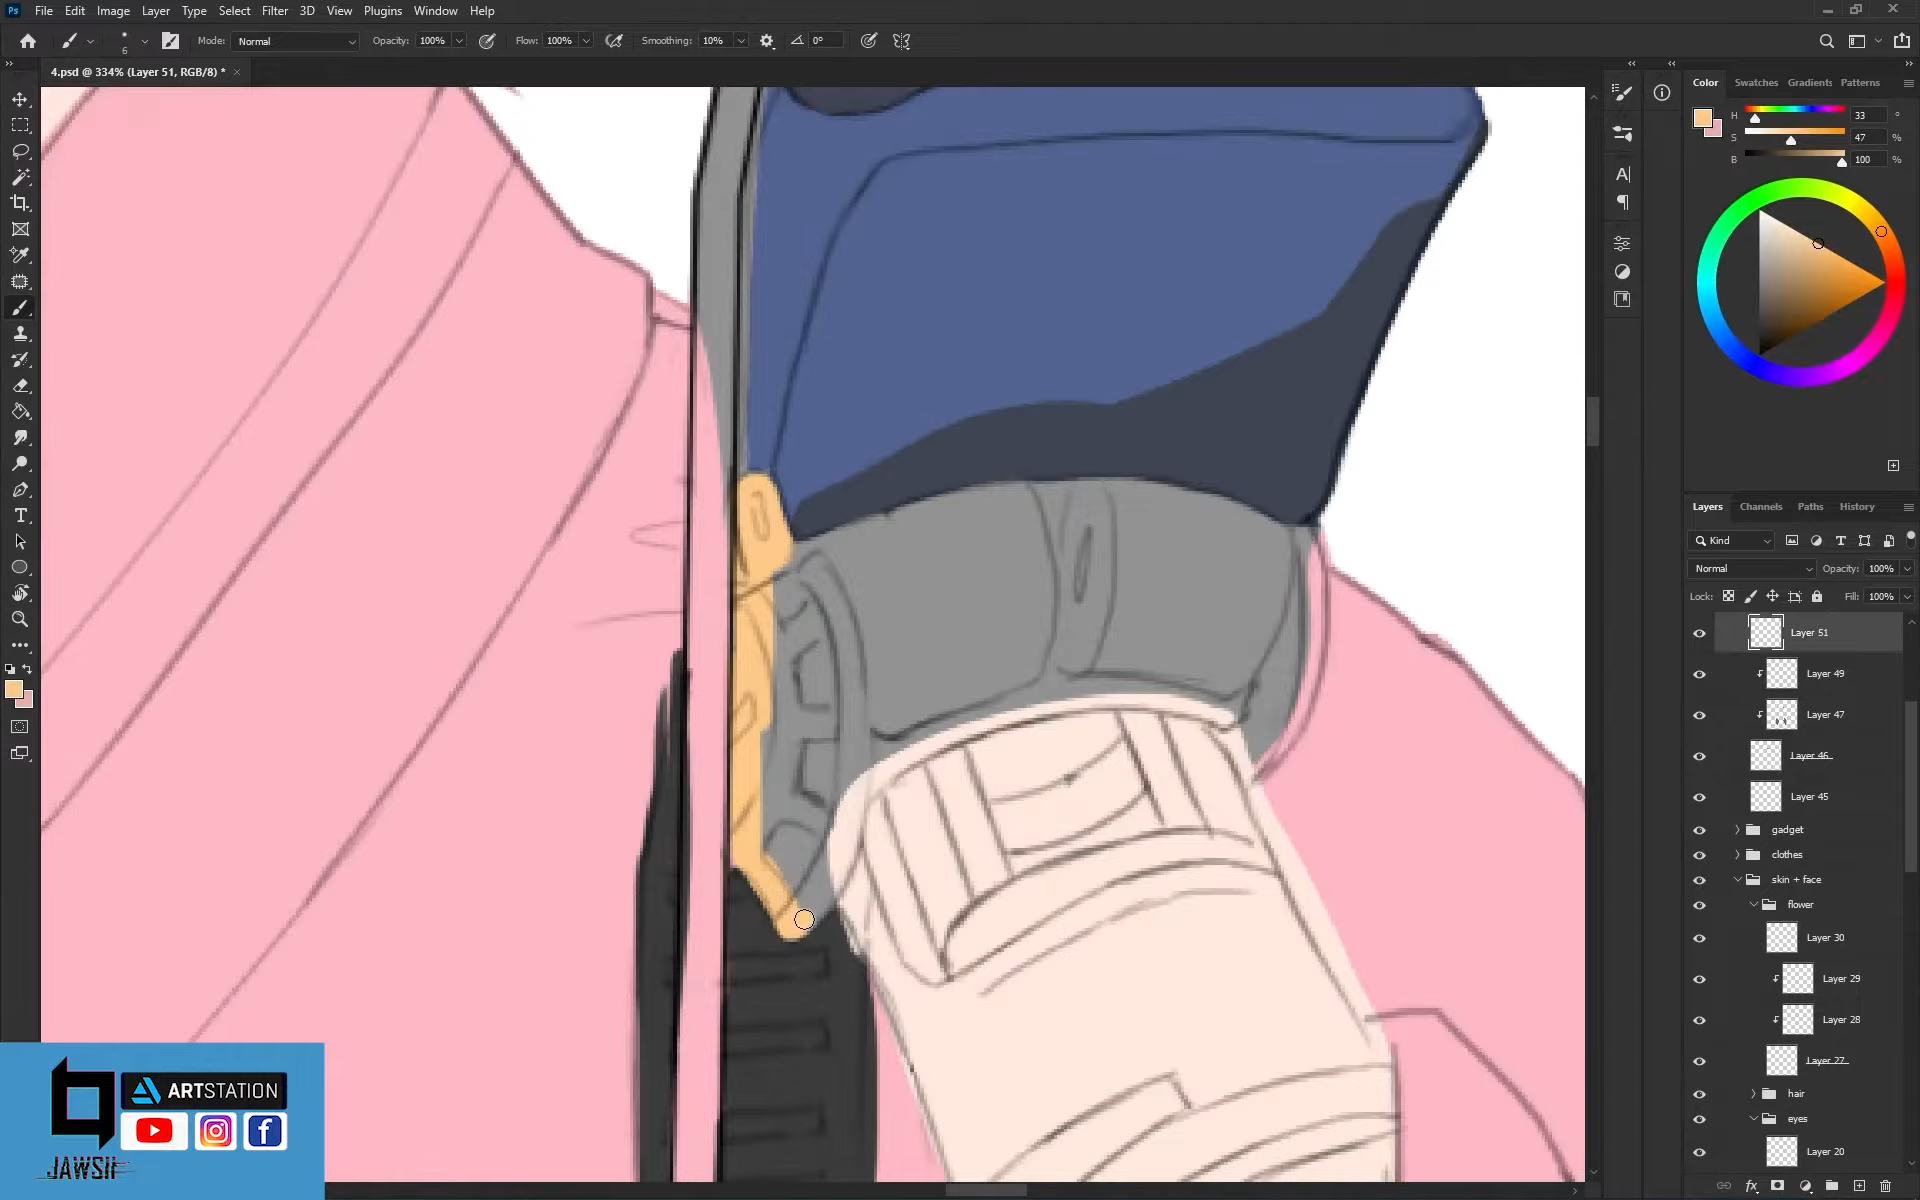 Ps File Edit Image Layer Type Select Filter 3D View Plugins Window Help
6 Mode: Normal Opacity: 100% Flow: 100% Smoothing: 10% 0°
4.psd @ 334% (Layer 51, RGB/8) * ×
Color Swatches Gradients Patterns
H 33 °
S 47 %
B 100 %
Layers Channels Paths History
Kind
Normal Opacity: 100%
Lock: Fill: 100%
Layer 51
Layer 49
Layer 47
Layer 46
Layer 45
gadget
clothes
skin + face
flower
Layer 30
Layer 29
Layer 28
Layer 27
hair
eyes
Layer 20
ARTSTATION
JAWSH